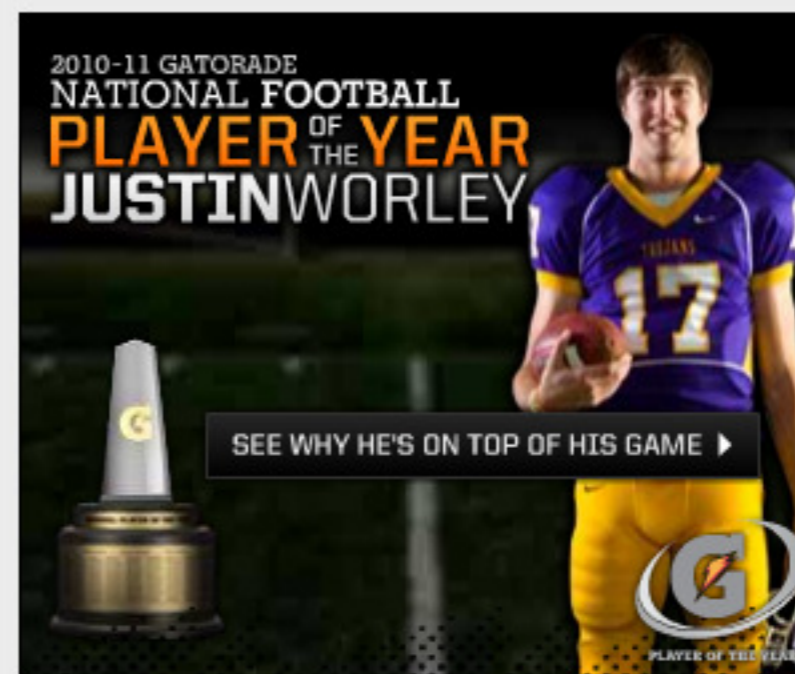 2010-11 GATORADE
NATIONAL FOOTBALL
PLAYER OF THE YEAR
JUSTINWORLEY
TROJANS
17
SEE WHY HE'S ON TOP OF HIS GAME
G
G
PLAYER OF THE YEAR